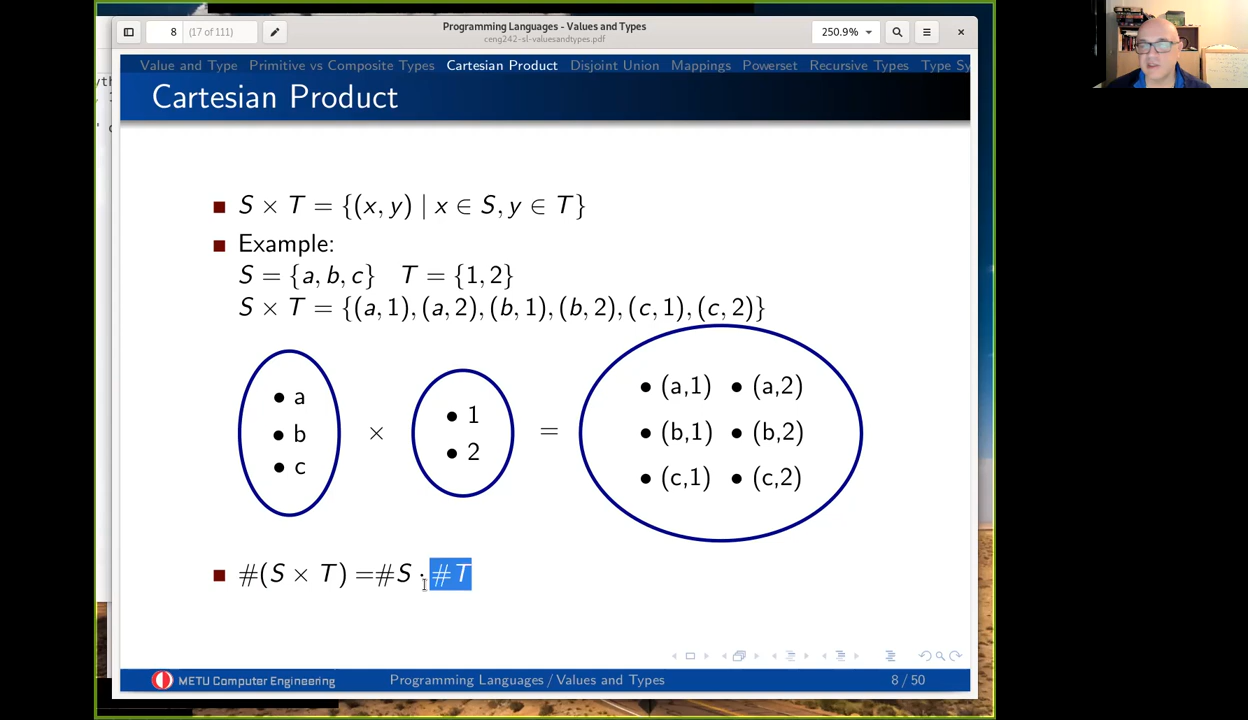 Programming Languages - Values and Types
ceng242-sl-valuesandtypes.pdf
8 (17 of 111)
250.9%
Value and Type Primitive vs Composite Types Cartesian Product Disjoint Union Mappings Powerset Recursive Types Type Sy
Cartesian Product
S × T = {(x, y) | x ∈ S, y ∈ T}
Example:
S = {a, b, c} T = {1, 2}
S × T = {(a, 1), (a, 2), (b, 1), (b, 2), (c, 1), (c, 2)}
• a
• b
• c
×
• 1
• 2
=
• (a,1) • (a,2)
• (b,1) • (b,2)
• (c,1) • (c,2)
#(S × T) =#S · #T
METU Computer Engineering Programming Languages / Values and Types 8 / 50